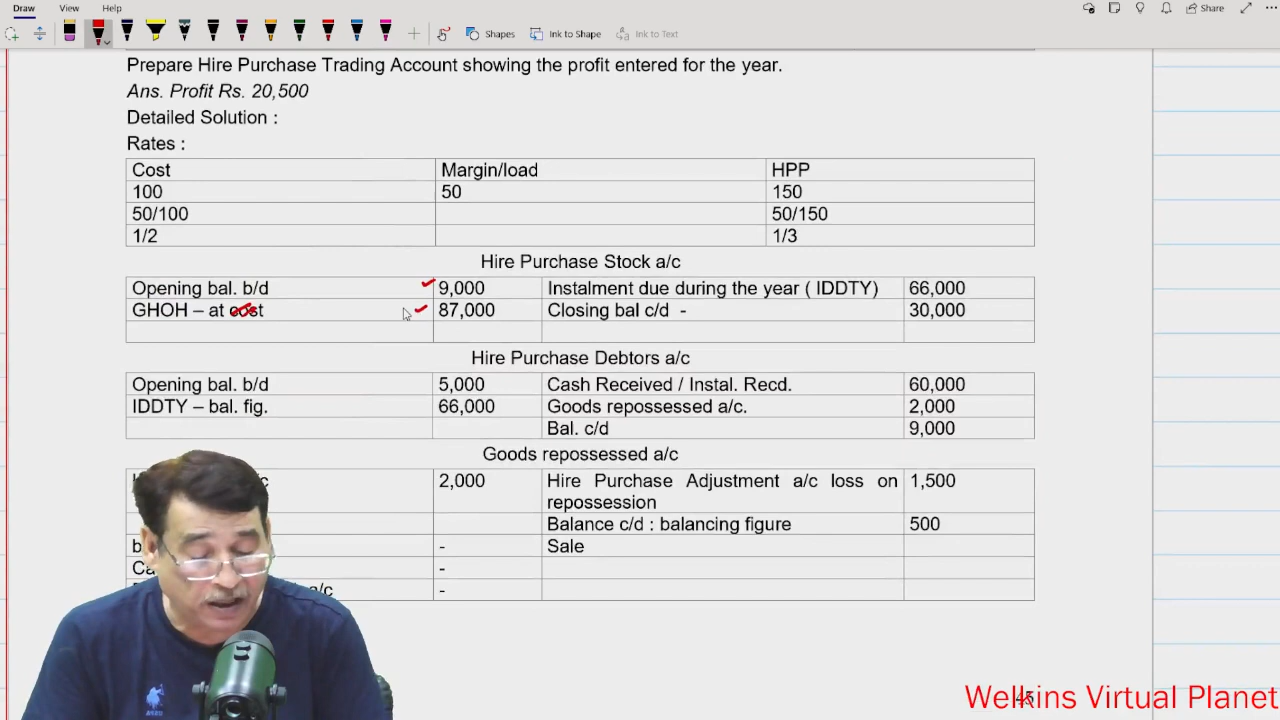 Draw View Help
Share
Shapes Ink to Shape Ink to Text
Prepare Hire Purchase Trading Account showing the profit entered for the year.
Ans. Profit Rs. 20,500
Detailed Solution :
Rates :
Cost Margin/load HPP
100 50 150
50/100 50/150
1/2 1/3
Hire Purchase Stock a/c
Opening bal. b/d 9,000 Instalment due during the year ( IDDTY) 66,000
GHOH – at cost 87,000 Closing bal c/d - 30,000
Hire Purchase Debtors a/c
Opening bal. b/d 5,000 Cash Received / Instal. Recd. 60,000
IDDTY – bal. fig. 66,000 Goods repossessed a/c. 2,000
Bal. c/d 9,000
Goods repossessed a/c
2,000 Hire Purchase Adjustment a/c loss on 1,500
repossession
Balance c/d : balancing figure 500
- Sale
-
a/c -
Welkins Virtual Planet